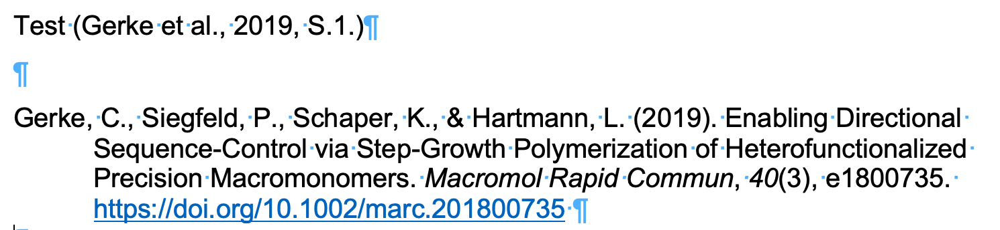 Test (Gerke et al., 2019, S.1.)¶
¶
Gerke, C., Siegfeld, P., Schaper, K., & Hartmann, L. (2019). Enabling Directional
Sequence-Control via Step-Growth Polymerization of Heterofunctionalized
Precision Macromonomers. Macromol Rapid Commun, 40(3), e1800735.
https://doi.org/10.1002/marc.201800735 ¶